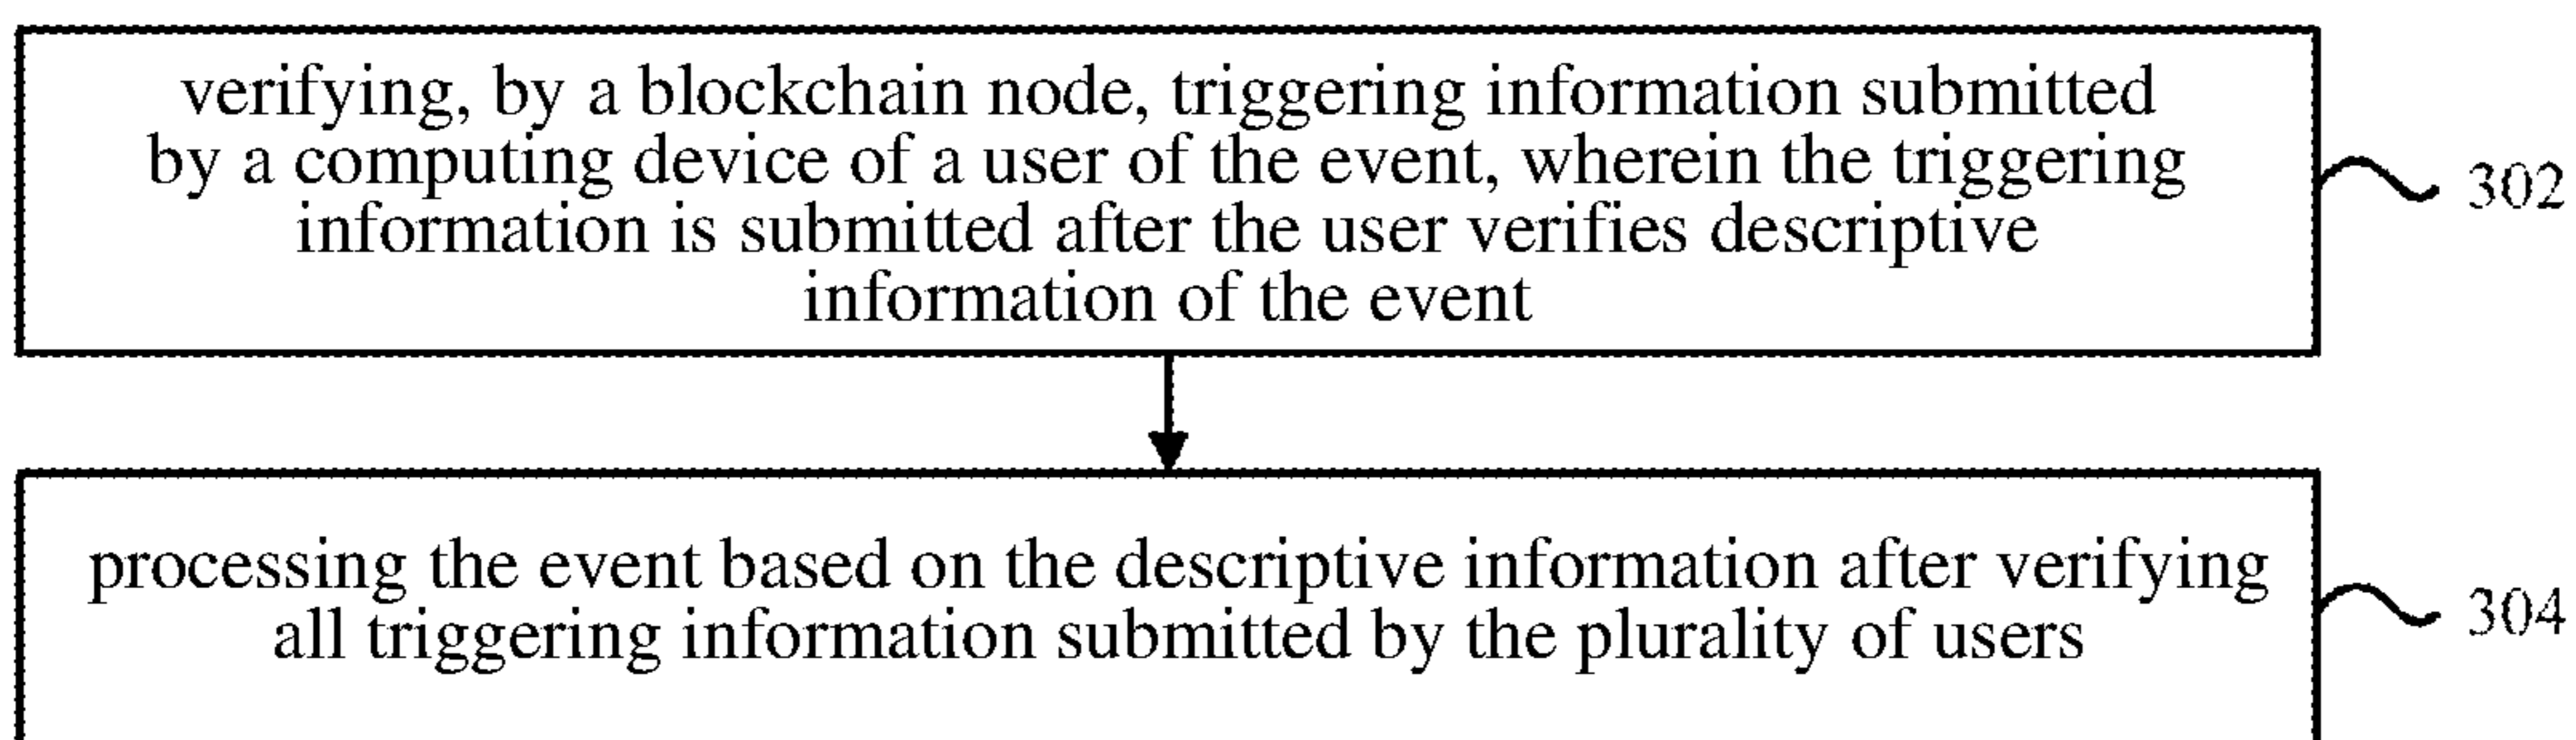 verifying, by a blockchain node, triggering information submitted
by a computing device of a user of the event, wherein the triggering
information is submitted after the user verifies descriptive
information of the event
302
processing the event based on the descriptive information after verifying
all triggering information submitted by the plurality of users
304